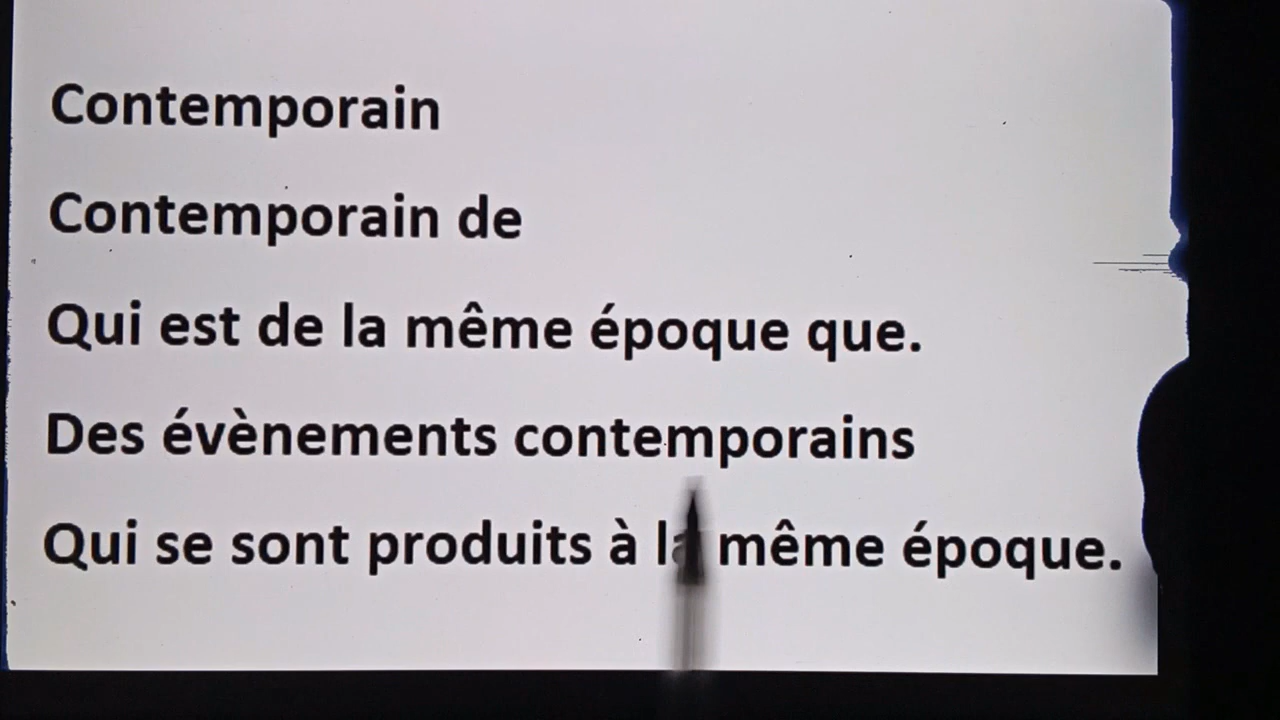 Contemporain
Contemporain de
Qui est de la même époque que.
Des évènements contemporains
Qui se sont produits à la même époque.